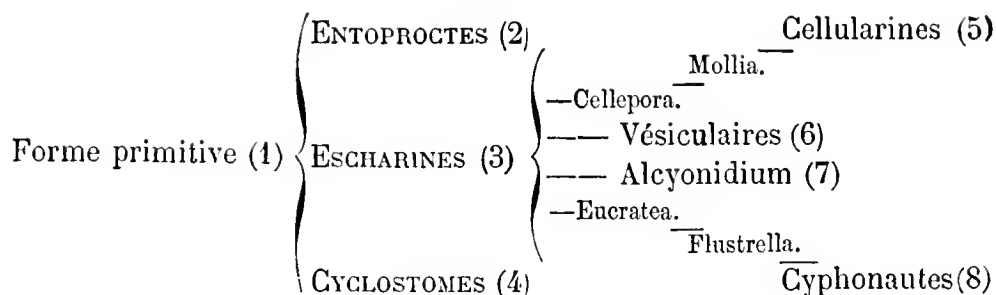 ENTOPROCTES (2)
Cellularines (5)
Mollia.
—Cellepora.
Forme primitive (1)
ESCHARINES (3)
—— Vésiculaires (6)
—— Alcyonidium (7)
—Eucratea.
Flustrella.
CYCLOSTOMES (4)
Cyphonautes (8)